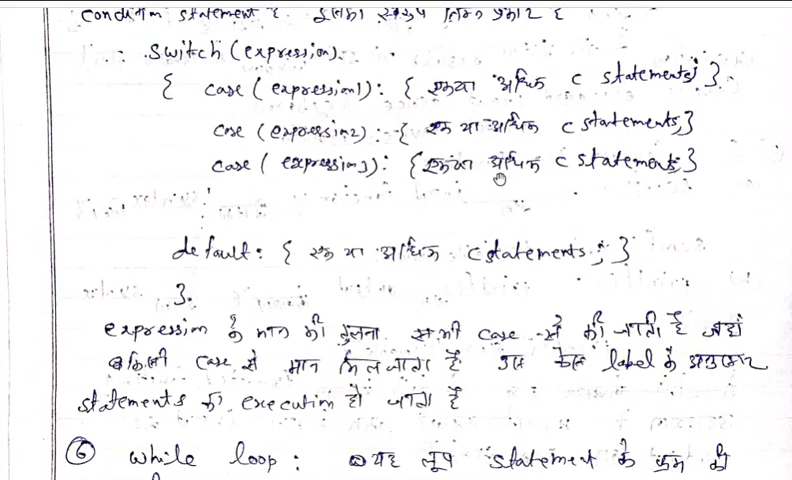 condition statement है इसका स्वरूप निम्न प्रकार है
switch (expression)
{ case (expression1): { एक या अधिक c statements; }
case (expression2): { एक या अधिक c statements; }
case (expression3): { एक या अधिक c statements; }
default: { एक या अधिक c statements; }
}.
expression के मान की तुलना सभी case से की जाती है जहां
किसी case से मान मिल जाता है उस केस label के अनुसार
statements का execution हो जाता है
⑥ while loop: यह लूप statement के क्रम को